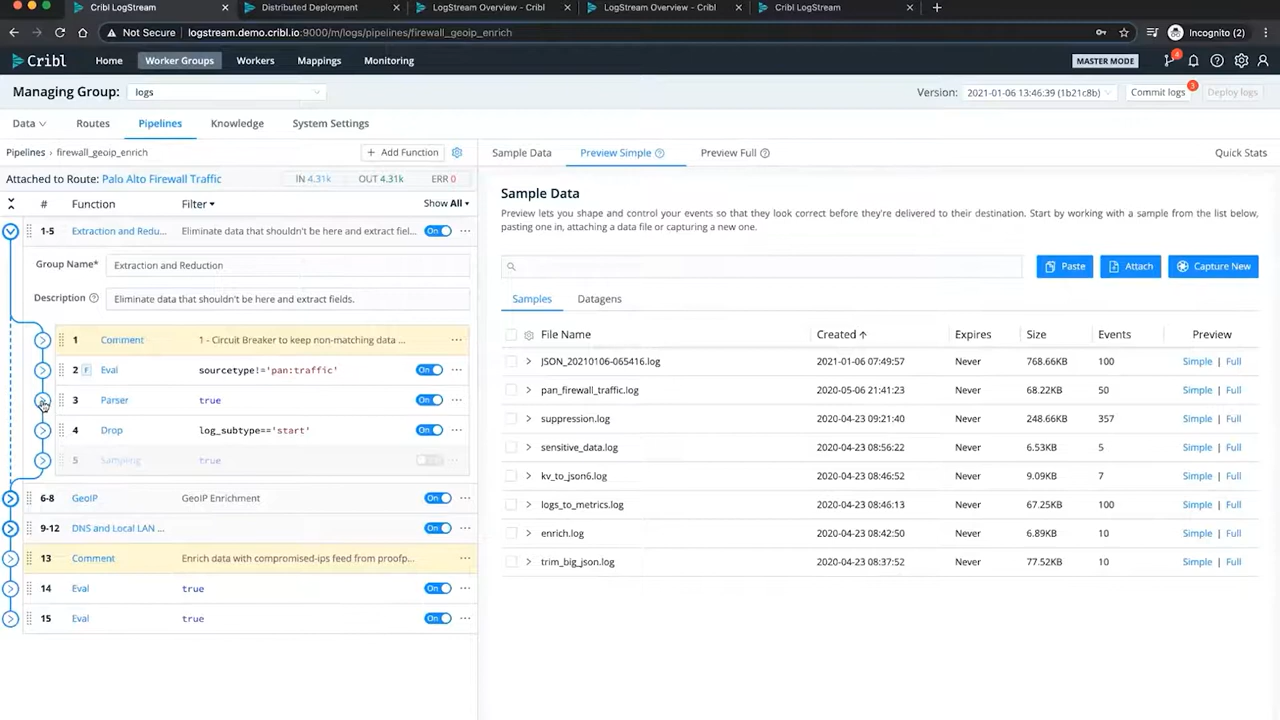 Cribl LogStream
Distributed Deployment
LogStream Overview - Cribl
LogStream Overview - Cribl
Cribl LogStream
Not Secure | logstream.demo.cribl.io:9000/m/logs/pipelines/firewall_geoip_enrich
Incognito (2)
Cribl
Home
Worker Groups
Workers
Mappings
Monitoring
MASTER MODE
4
Managing Group:
logs
Version:
2021-01-06 13:46:39 (1b21c8b)
Commit logs
3
Deploy logs
Data
Routes
Pipelines
Knowledge
System Settings
Pipelines > firewall_geoip_enrich
+ Add Function
Sample Data
Preview Simple
Preview Full
Quick Stats
Attached to Route: Palo Alto Firewall Traffic
IN 4.31k
OUT 4.31k
ERR 0
# Function Filter Show All
1-5 Extraction and Redu... Eliminate data that shouldn't be here and extract fiel... On
Group Name* Extraction and Reduction
Description Eliminate data that shouldn't be here and extract fields.
1 Comment 1 - Circuit Breaker to keep non-matching data ...
2 F Eval sourcetype!='pan:traffic' On
3 Parser true On
4 Drop log_subtype=='start' On
5 Sampling true
6-8 GeoIP GeoIP Enrichment On
9-12 DNS and Local LAN ... On
13 Comment Enrich data with compromised-ips feed from proofp...
14 Eval true On
15 Eval true On
Sample Data
Preview lets you shape and control your events so that they look correct before they're delivered to their destination. Start by working with a sample from the list below,
pasting one in, attaching a data file or capturing a new one.
Paste
Attach
Capture New
Samples
Datagens
File Name Created Expires Size Events Preview
JSON_20210106-065416.log 2021-01-06 07:49:57 Never 768.66KB 100 Simple | Full
pan_firewall_traffic.log 2020-05-06 21:41:23 Never 68.22KB 50 Simple | Full
suppression.log 2020-04-23 09:21:40 Never 248.66KB 357 Simple | Full
sensitive_data.log 2020-04-23 08:56:22 Never 6.53KB 5 Simple | Full
kv_to_json6.log 2020-04-23 08:46:52 Never 9.09KB 7 Simple | Full
logs_to_metrics.log 2020-04-23 08:46:13 Never 67.25KB 100 Simple | Full
enrich.log 2020-04-23 08:42:50 Never 6.89KB 10 Simple | Full
trim_big_json.log 2020-04-23 08:37:52 Never 77.52KB 10 Simple | Full